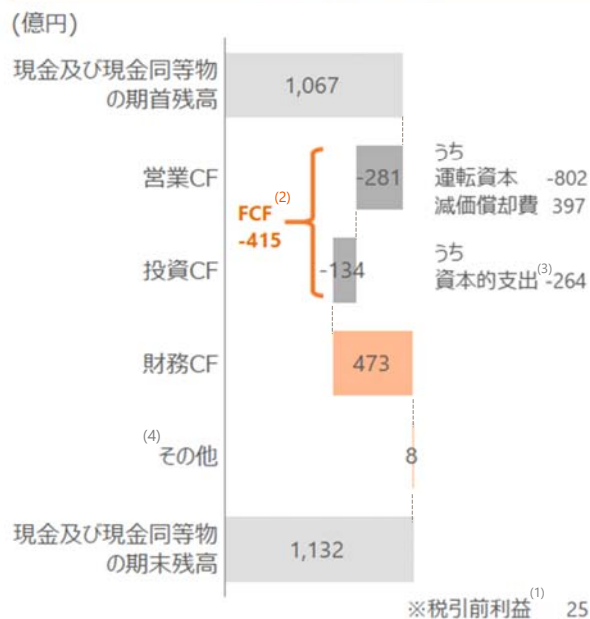 (億円)
現金及び現金同等物
の期首残高
1,067
営業CF
-281
うち
運転資本 -802
減価償却費 397
FCF(2)
-415
投資CF
-134
うち
資本的支出(3) -264
財務CF
473
(4)その他
8
現金及び現金同等物
の期末残高
1,132
※税引前利益(1) 25